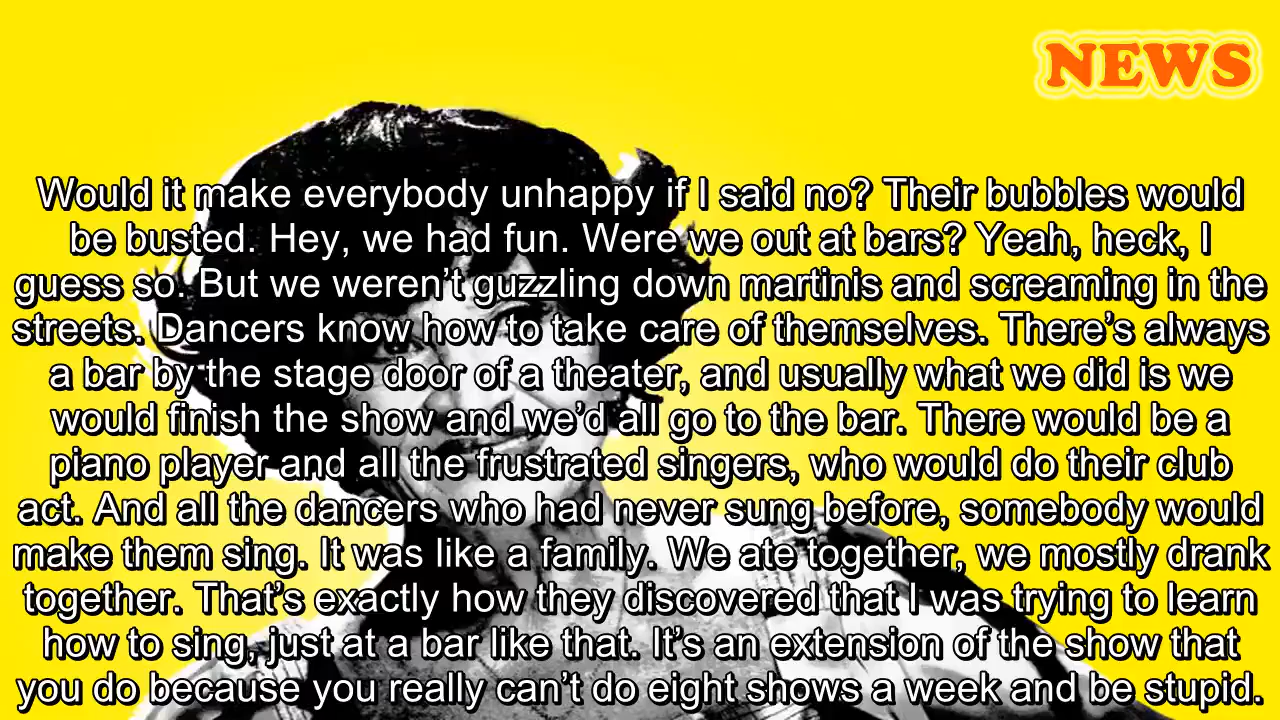 NEWS
Would it make everybody unhappy if I said no? Their bubbles would
be busted. Hey, we had fun. Were we out at bars? Yeah, heck, I
guess so. But we weren’t guzzling down martinis and screaming in the
streets. Dancers know how to take care of themselves. There’s always
a bar by the stage door of a theater, and usually what we did is we
would finish the show and we’d all go to the bar. There would be a
piano player and all the frustrated singers, who would do their club
act. And all the dancers who had never sung before, somebody would
make them sing. It was like a family. We ate together, we mostly drank
together. That’s exactly how they discovered that I was trying to learn
how to sing, just at a bar like that. It’s an extension of the show that
you do because you really can’t do eight shows a week and be stupid.